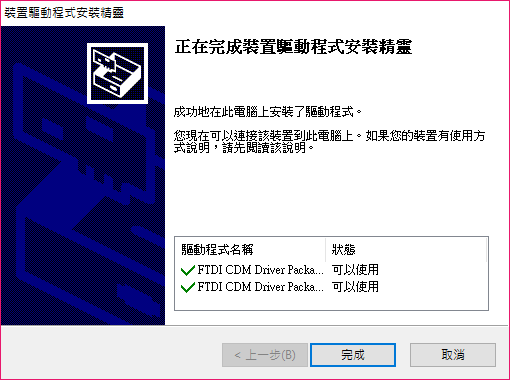 裝置驅動程式安裝精靈
正在完成裝置驅動程式安裝精靈
成功地在此電腦上安裝了驅動程式。
您現在可以連接該裝置到此電腦上。如果您的裝置有使用方
式說明，請先閱讀該說明。
驅動程式名稱 狀態
FTDI CDM Driver Packa... 可以使用
FTDI CDM Driver Packa... 可以使用
< 上一步(B) 完成 取消